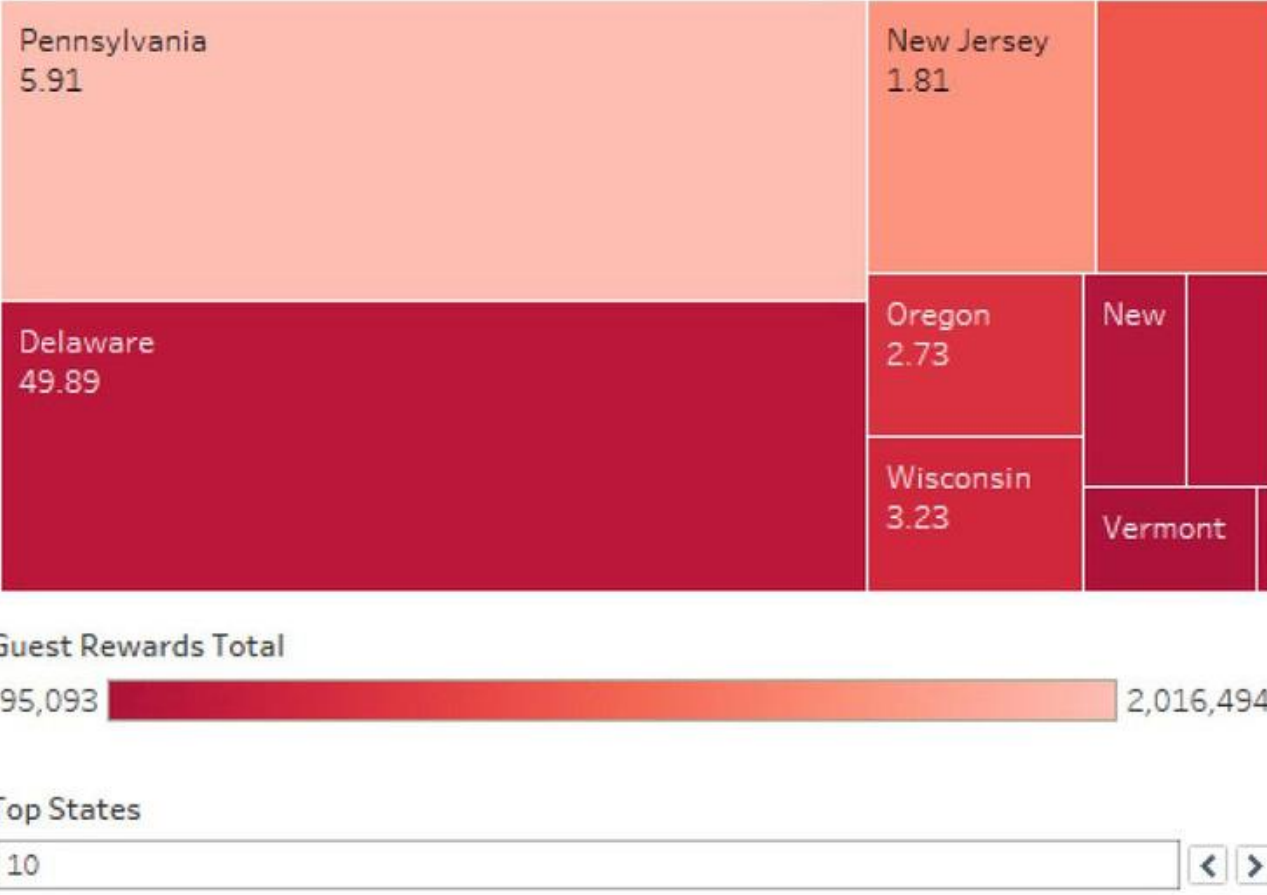 Pennsylvania
5.91
New Jersey
1.81
Delaware
49.89
Oregon
2.73
New
Wisconsin
3.23
Vermont
Guest Rewards Total
95,093
2,016,494
Top States
10